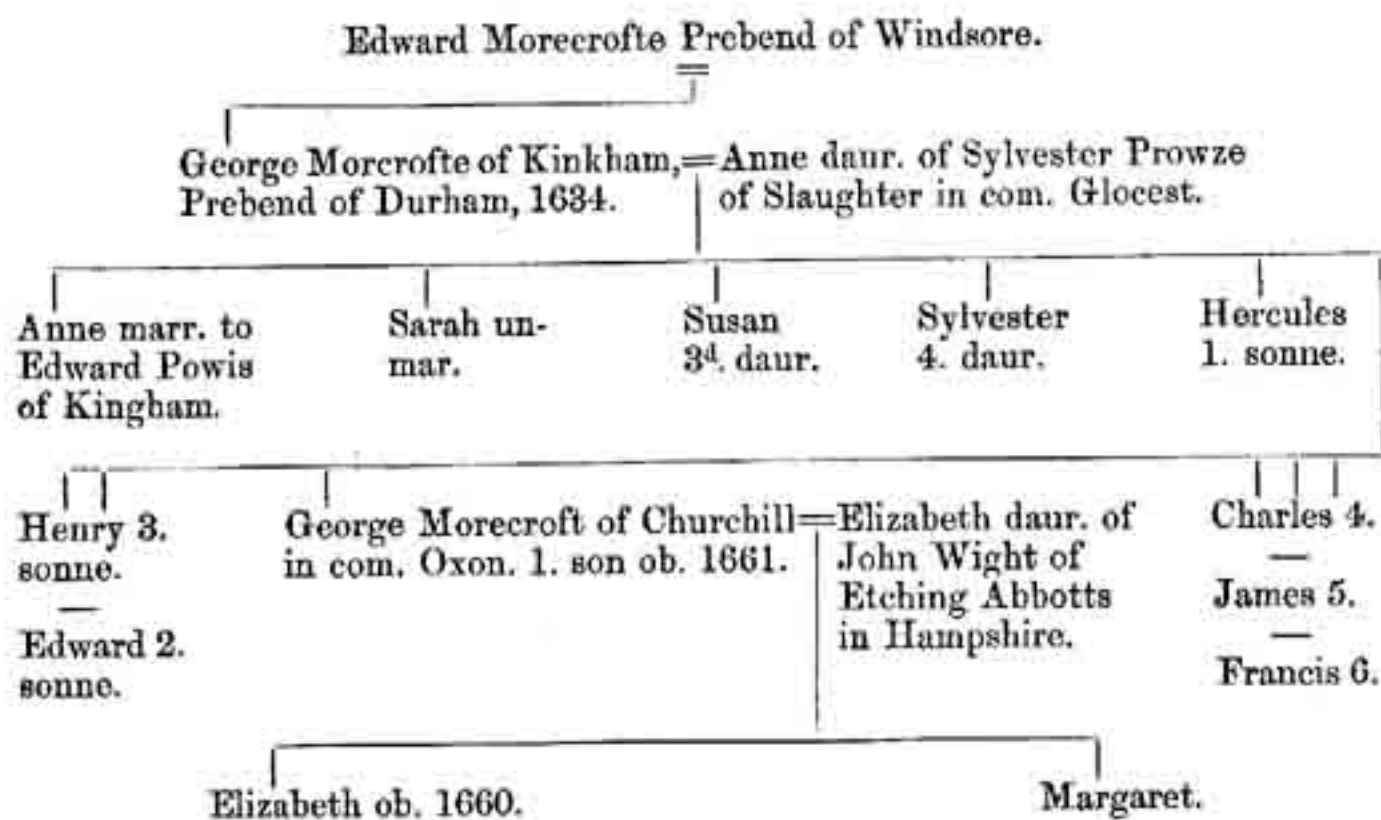 Edward Morecrofte Prebend of Windsore.
George Morcrofte of Kinkham,
Prebend of Durham, 1634.
Anne daur. of Sylvester Prowze
of Slaughter in com. Glocest.
Anne marr. to
Edward Powis
of Kingham.
Sarah un-
mar.
Susan
3d. daur.
Sylvester
4. daur.
Hercules
1. sonne.
Henry 3.
sonne.
—
Edward 2.
sonne.
George Morecroft of Churchill
in com. Oxon. 1. son ob. 1661.
Elizabeth daur. of
John Wight of
Etching Abbotts
in Hampshire.
Charles 4.
—
James 5.
—
Francis 6.
Elizabeth ob. 1660.
Margaret.